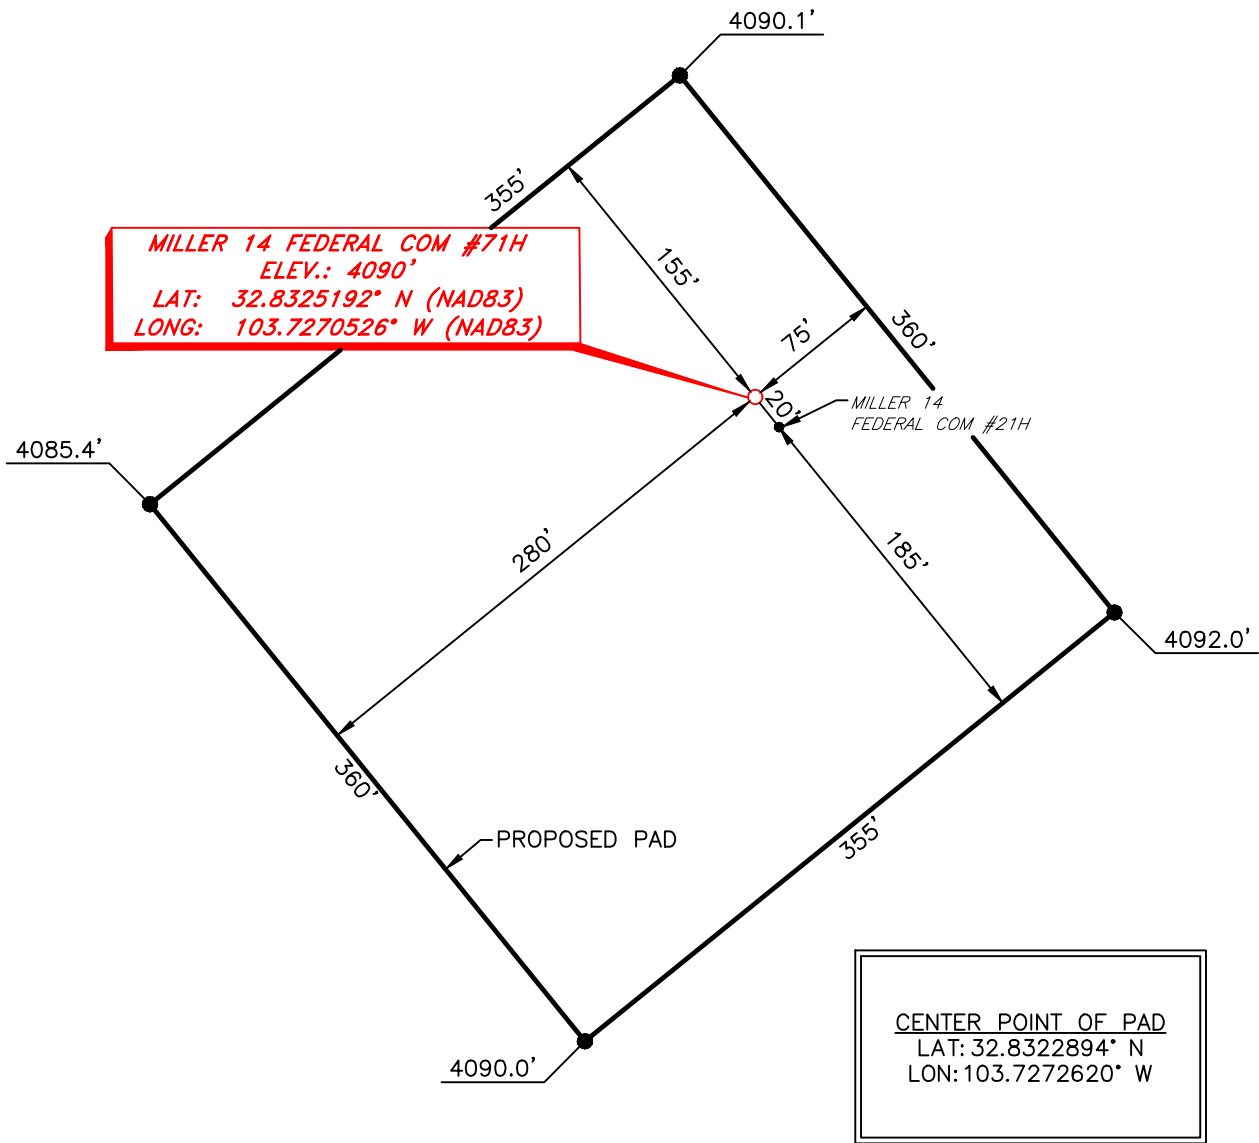 4090.1'
355'
MILLER 14 FEDERAL COM #71H
ELEV.: 4090'
LAT: 32.8325192° N (NAD83)
LONG: 103.7270526° W (NAD83)
155'
75'
360'
20'
MILLER 14
FEDERAL COM #21H
4085.4'
280'
185'
4092.0'
360'
PROPOSED PAD
355'
4090.0'
CENTER POINT OF PAD
LAT: 32.8322894° N
LON: 103.7272620° W